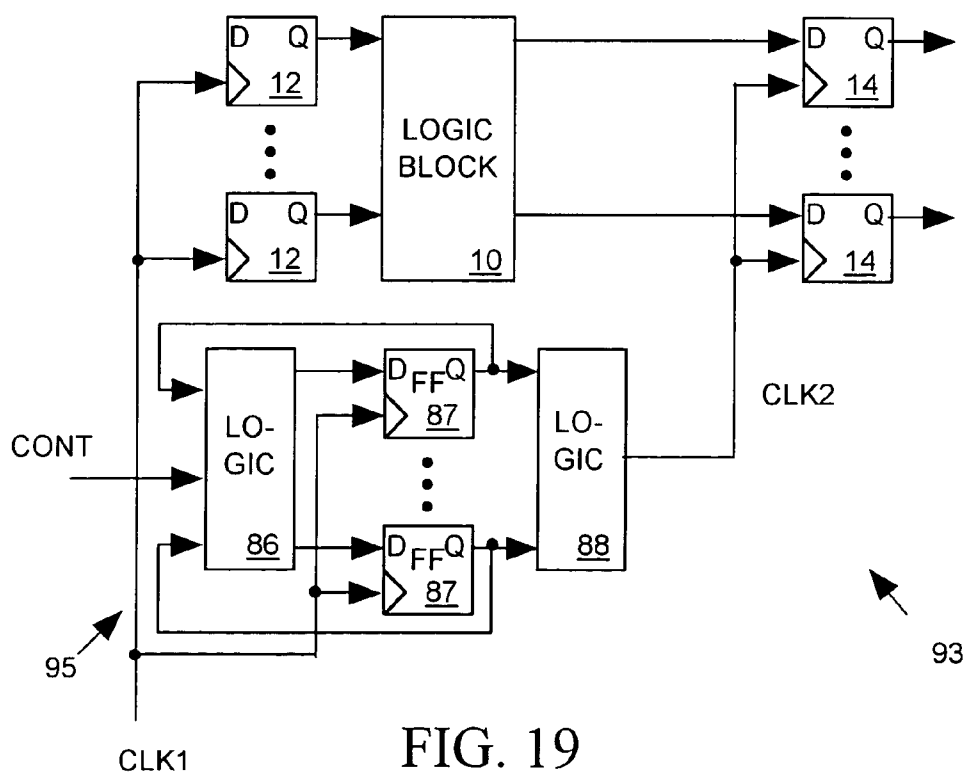 D Q
12
D Q
12
LOGIC
BLOCK
10
D Q
14
D Q
14
CLK2
CONT
LO-
GIC
86
D FF Q
87
D FF Q
87
LO-
GIC
88
95
93
CLK1
FIG. 19